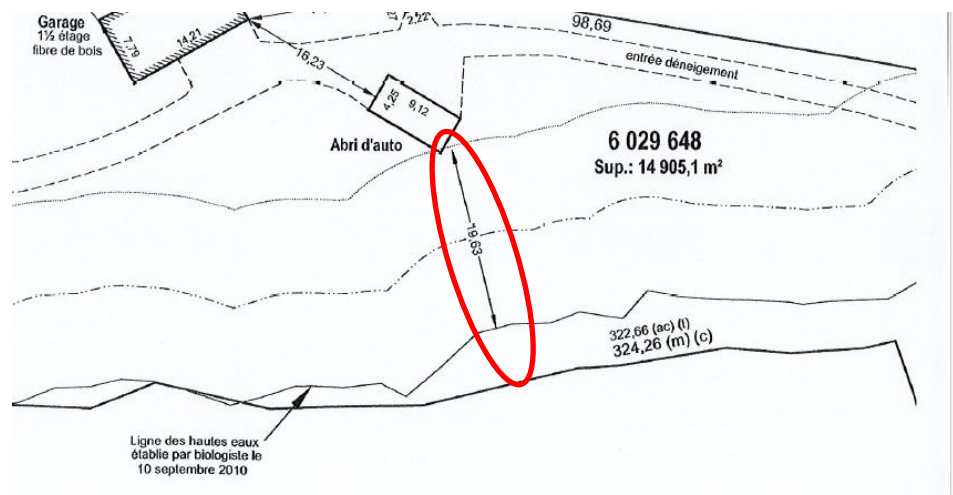 Garage
1½ étage
fibre de bois
7,79
14,21
2,22
98,69
16,23
entrée déneigement
4,25
9,12
Abri d'auto
6 029 648
Sup.: 14 905,1 m²
19,63
322,66 (ac) (l)
324,26 (m) (c)
Ligne des hautes eaux
établie par biologiste le
10 septembre 2010